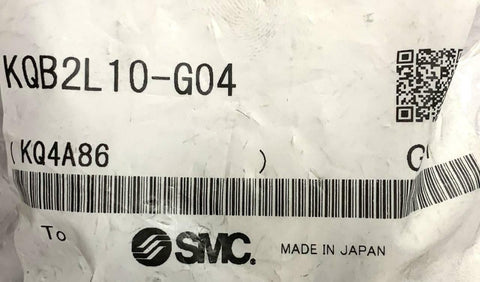 KQB2L10-G04
(KQ4A86 )
To
SMC. MADE IN JAPAN